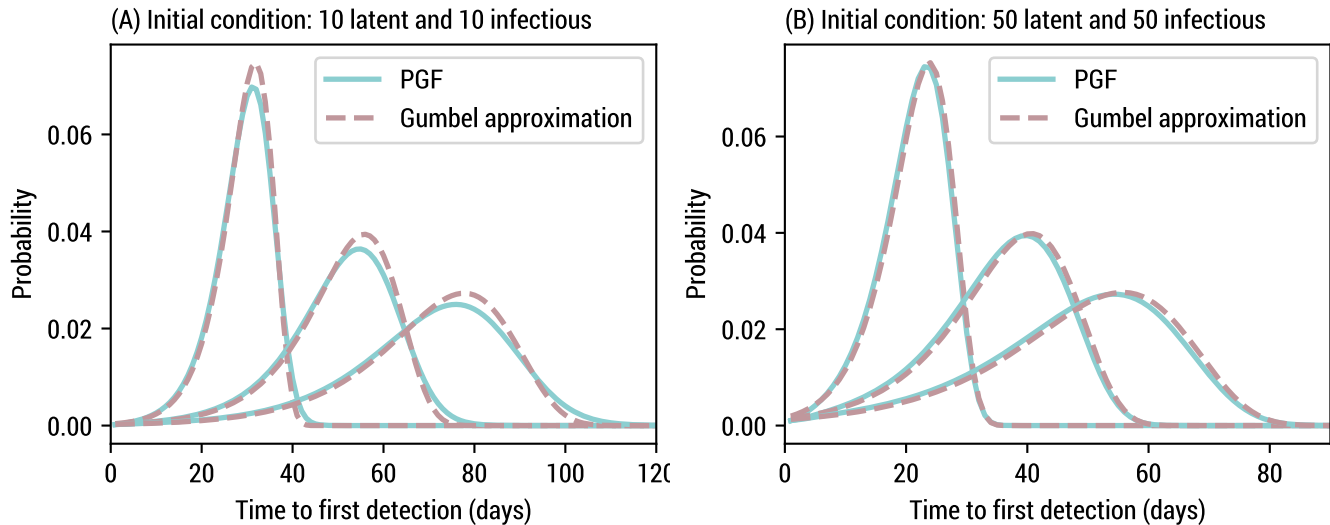 (A) Initial condition: 10 latent and 10 infectious
PGF
Gumbel approximation
0.06
0.04
0.02
0.00
Probability
0 20 40 60 80 100 120
Time to first detection (days)
(B) Initial condition: 50 latent and 50 infectious
PGF
Gumbel approximation
0.06
0.04
0.02
0.00
Probability
0 20 40 60 80
Time to first detection (days)